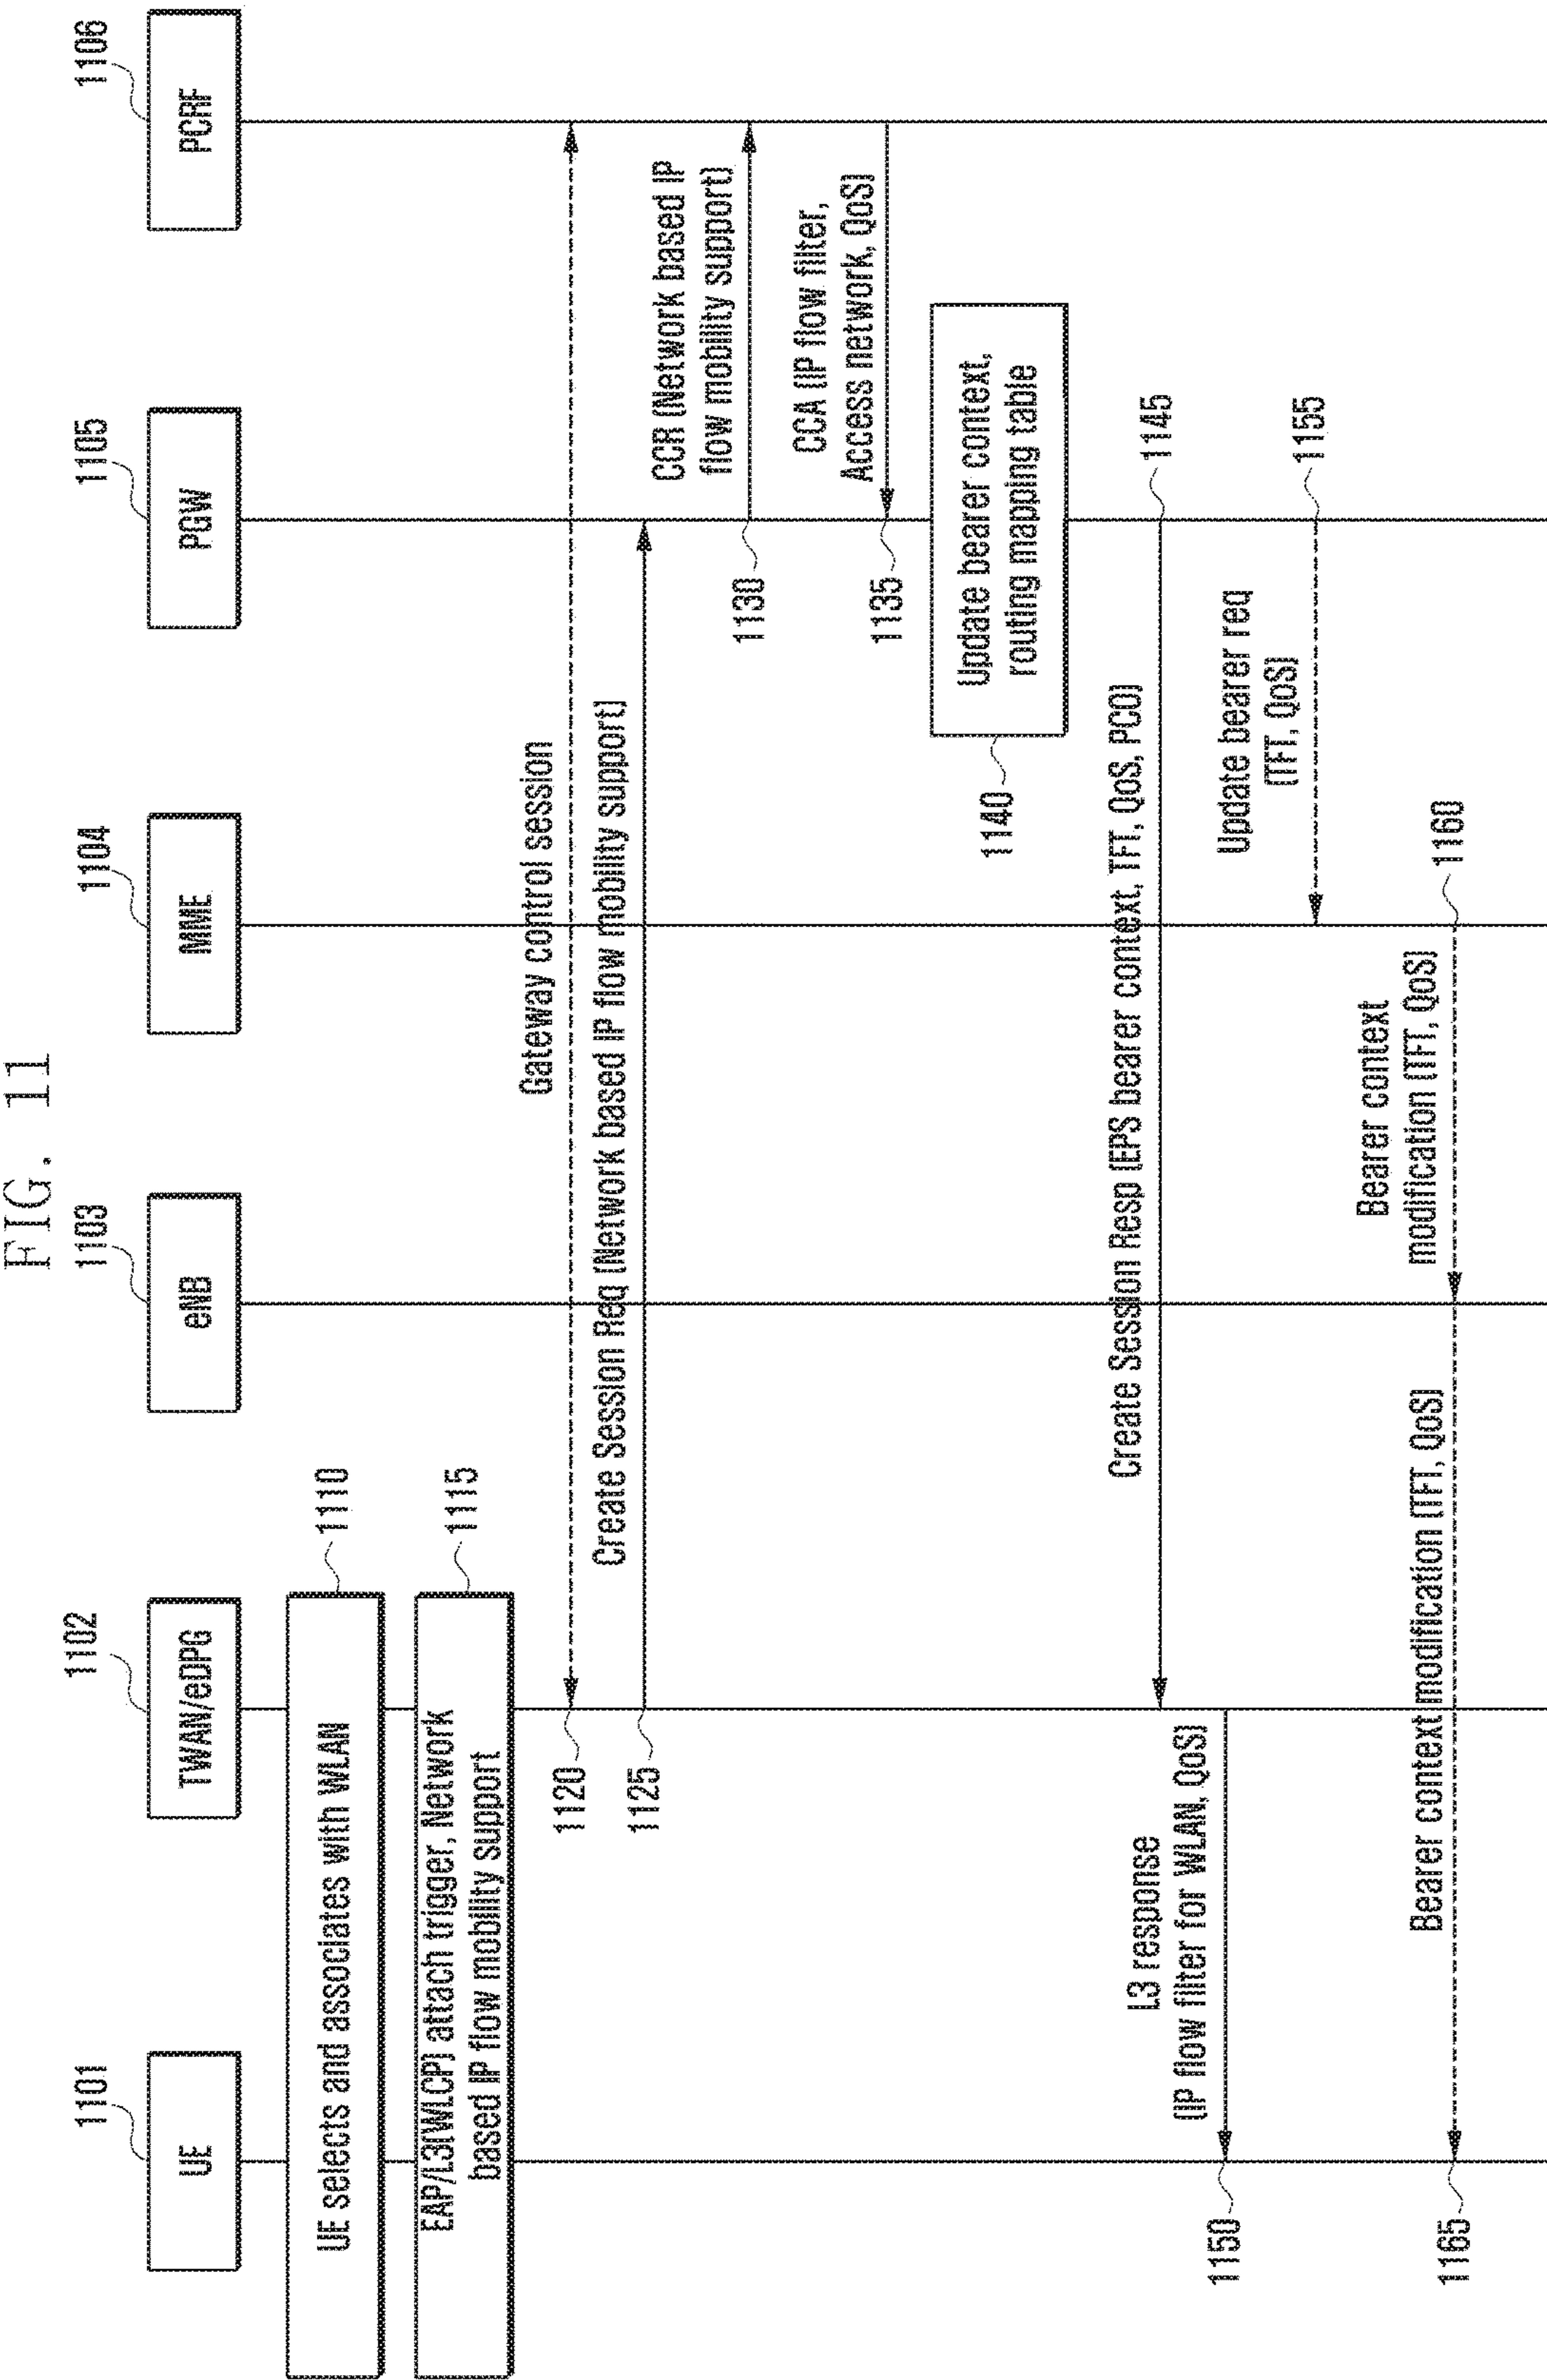 FIG. 11
1101
1102
1103
1104
1105
1106
UE
TWAN/eDPG
eNB
MME
PGW
PCRF
UE selects and associates with WLAN
1110
EAP/L3(WLCP) attach trigger, Network
based IP flow mobility support
1115
Gateway control session
1120
Create Session Req (Network based IP flow mobility support)
1125
CCR (Network based IP
flow mobility support)
1130
CCA (IP flow filter,
Access network, QoS)
1135
Update bearer context,
routing mapping table
1140
Create Session Resp (EPS bearer context, TFT, QoS, PCO)
1145
L3 response
(IP flow filter for WLAN, QoS)
1150
Update bearer req
(TFT, QoS)
1155
Bearer context
modification (TFT, QoS)
1160
Bearer context modification (TFT, QoS)
1165